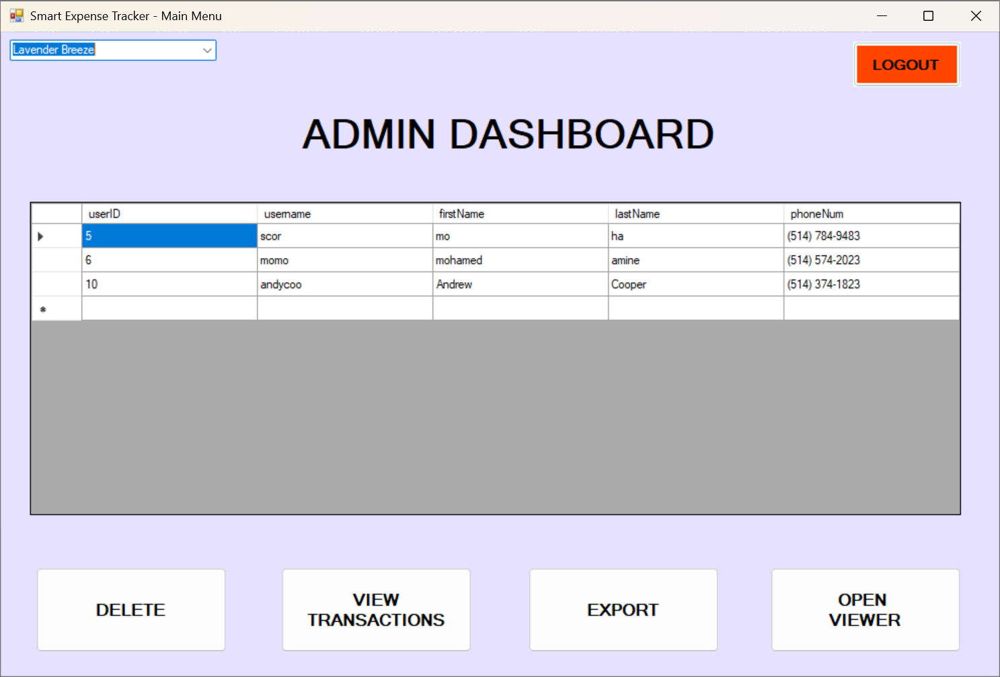 Smart Expense Tracker - Main Menu
Lavender Breeze
LOGOUT
ADMIN DASHBOARD
userID username firstName lastName phoneNum
5 scor mo ha (514) 784-9483
6 momo mohamed amine (514) 574-2023
10 andycoo Andrew Cooper (514) 374-1823
DELETE
VIEW
TRANSACTIONS
EXPORT
OPEN
VIEWER